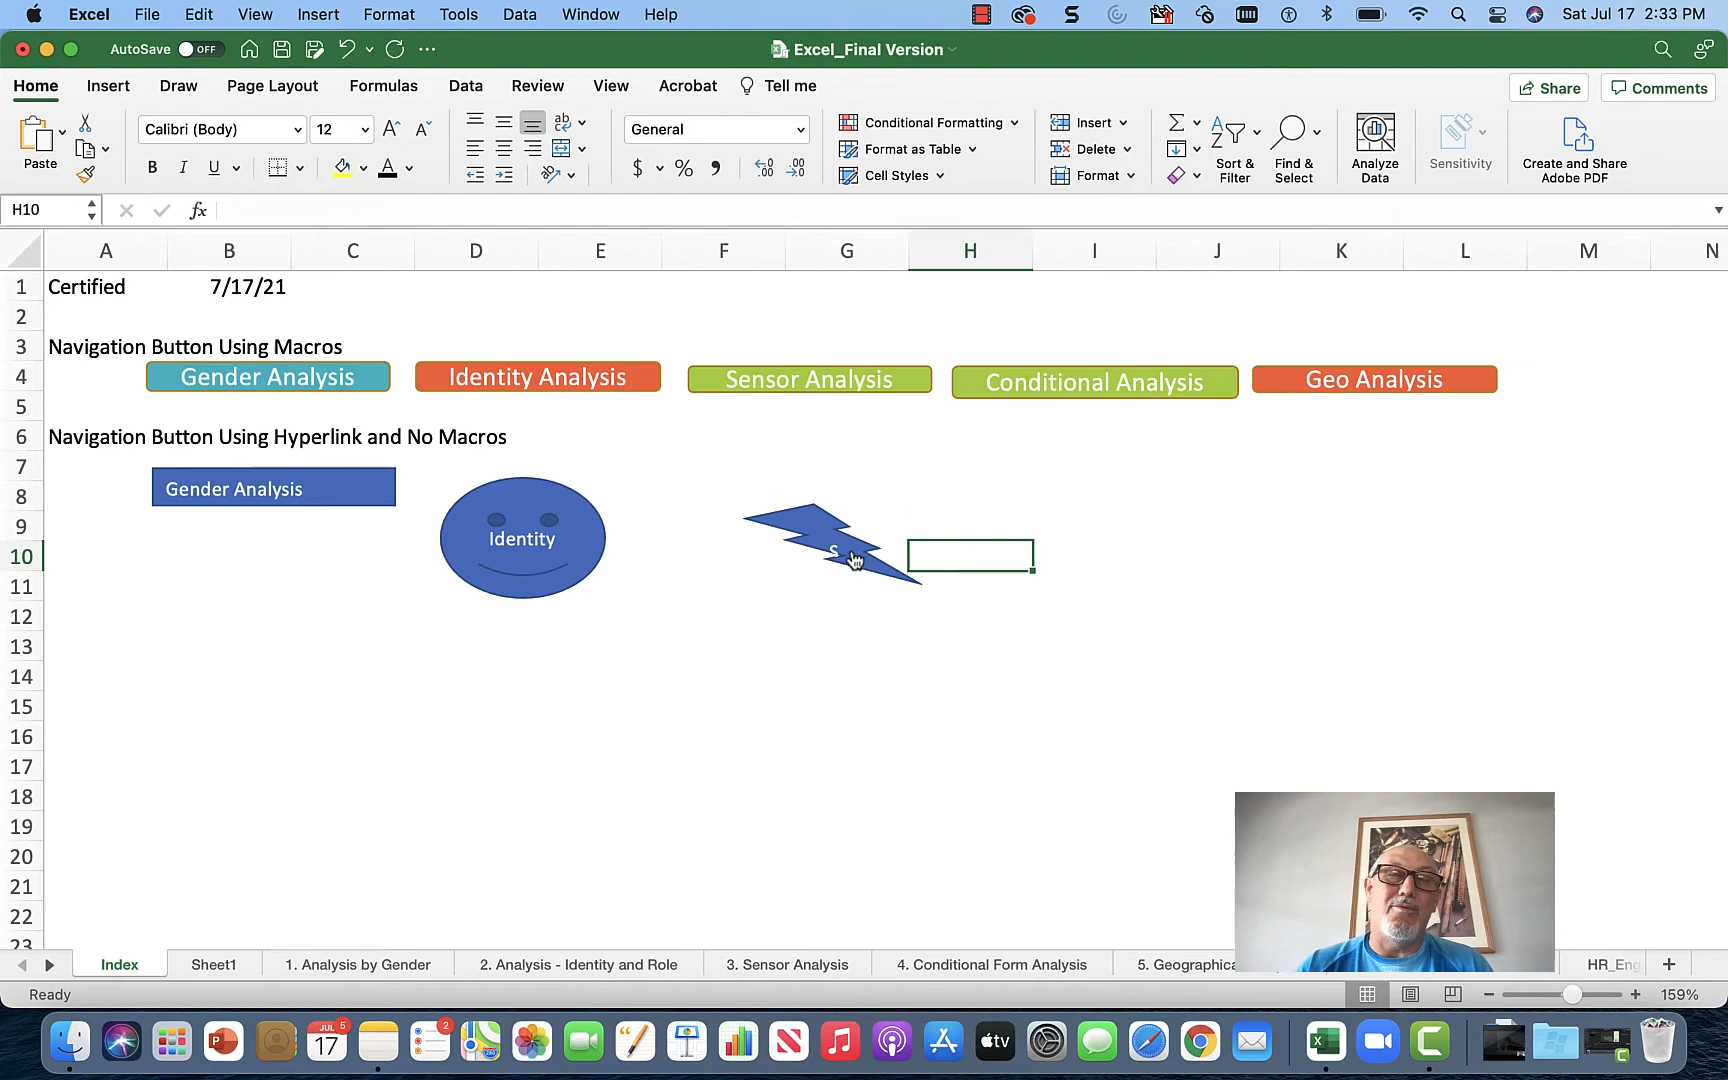 Excel File Edit View Insert Format Tools Data Window Help Sat Jul 17 2:33 PM
AutoSave OFF Excel_Final Version
Home Insert Draw Page Layout Formulas Data Review View Acrobat Tell me Share Comments
Paste Calibri (Body) 12 General Conditional Formatting Insert
Format as Table Delete
Cell Styles Format
Sort & Filter
Find & Select
Analyze Data
Sensitivity
Create and Share Adobe PDF
H10 fx
A B C D E F G H I J K L M N
1 Certified 7/17/21
2
3 Navigation Button Using Macros
4 Gender Analysis Identity Analysis Sensor Analysis Conditional Analysis Geo Analysis
5
6 Navigation Button Using Hyperlink and No Macros
7
8 Gender Analysis
9
Identity
10 S
11
12
13
14
15
16
17
18
19
20
21
22
23
Index Sheet1 1. Analysis by Gender 2. Analysis - Identity and Role 3. Sensor Analysis 4. Conditional Form Analysis 5. Geographica HR_Eng
Ready 159%
JUL 17 5 2 tv